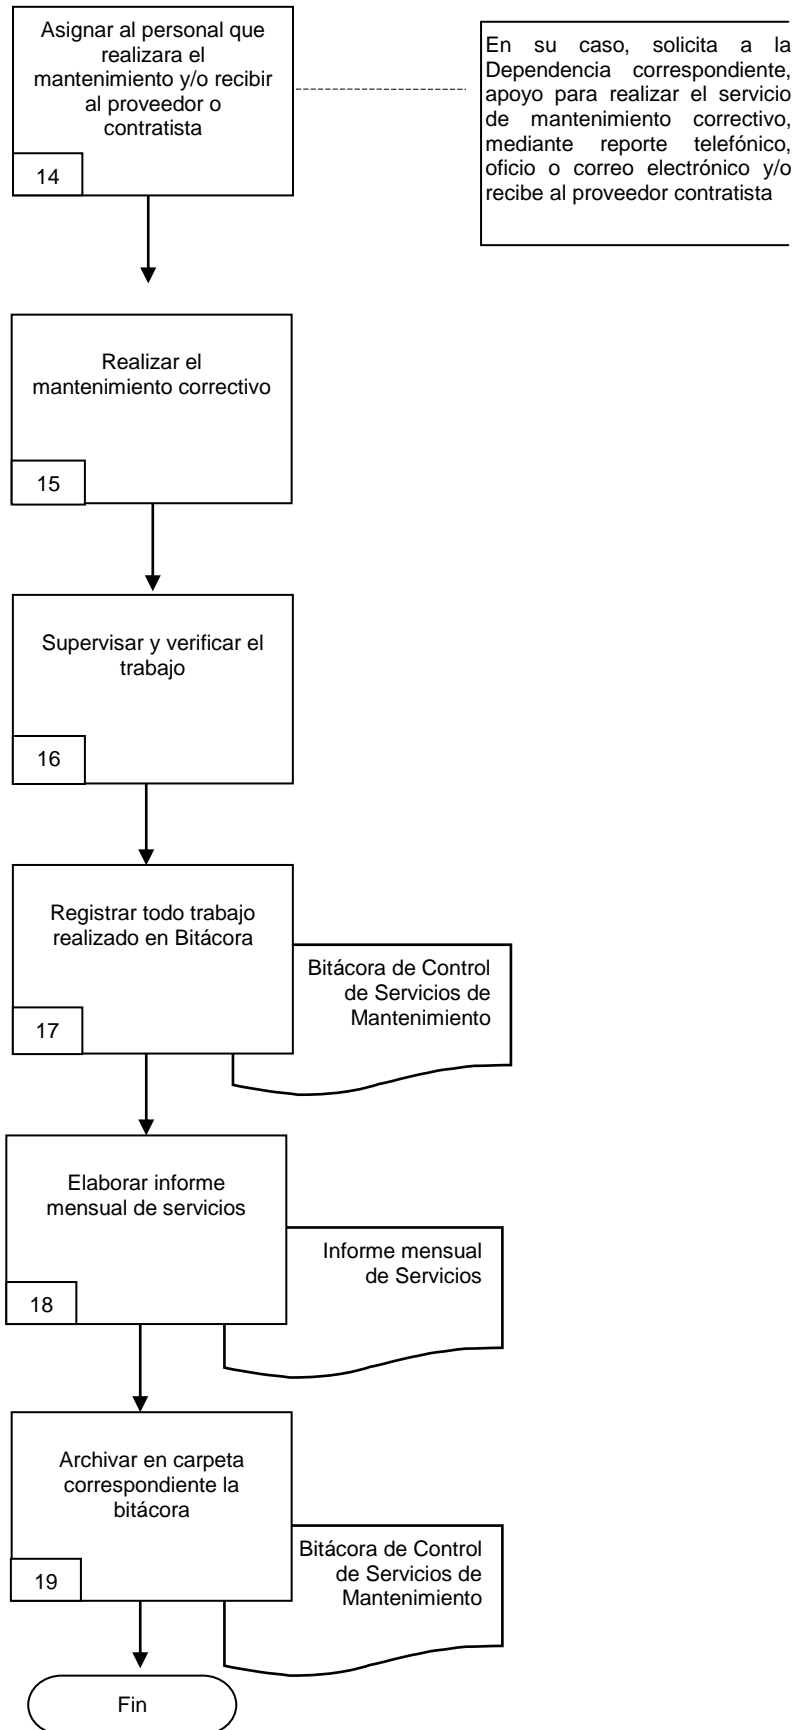 Asignar al personal que
realizara el
mantenimiento y/o recibir
al proveedor o
contratista
14
En su caso, solicita a la
Dependencia correspondiente,
apoyo para realizar el servicio
de mantenimiento correctivo,
mediante reporte telefónico,
oficio o correo electrónico y/o
recibe al proveedor contratista
Realizar el
mantenimiento correctivo
15
Supervisar y verificar el
trabajo
16
Registrar todo trabajo
realizado en Bitácora
17
Bitácora de Control
de Servicios de
Mantenimiento
Elaborar informe
mensual de servicios
18
Informe mensual
de Servicios
Archivar en carpeta
correspondiente la
bitácora
19
Bitácora de Control
de Servicios de
Mantenimiento
Fin